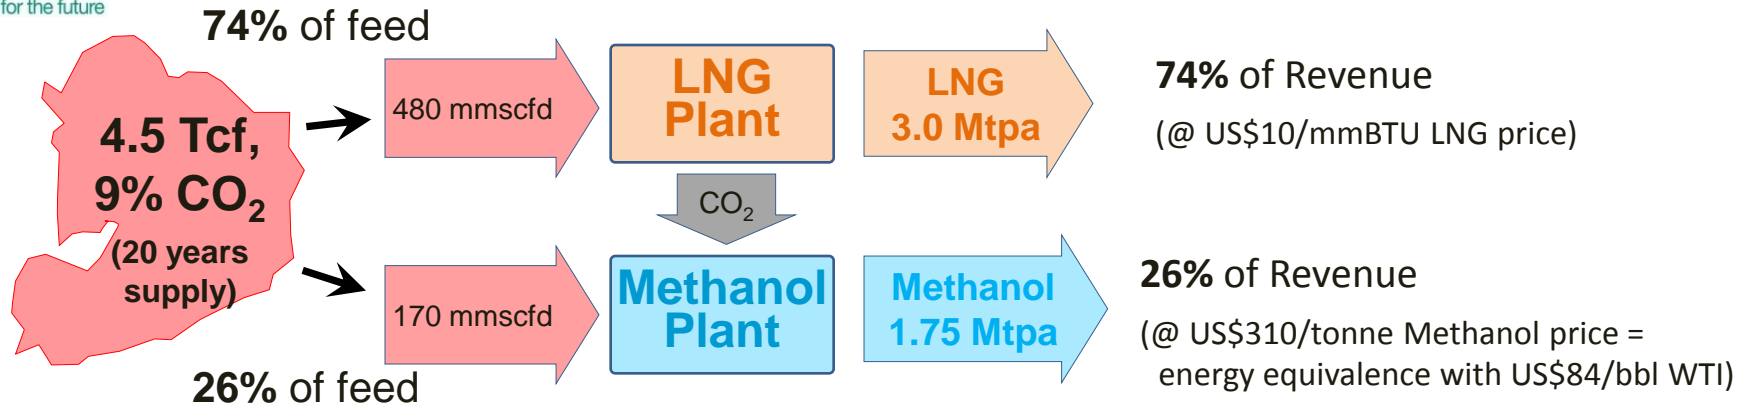 for the future
74% of feed
4.5 Tcf,
9% CO₂
(20 years
supply)
480 mmscfd
LNG
Plant
LNG
3.0 Mtpa
74% of Revenue
(@ US$10/mmBTU LNG price)
CO₂
170 mmscfd
Methanol
Plant
Methanol
1.75 Mtpa
26% of Revenue
(@ US$310/tonne Methanol price =
energy equivalence with US$84/bbl WTI)
26% of feed